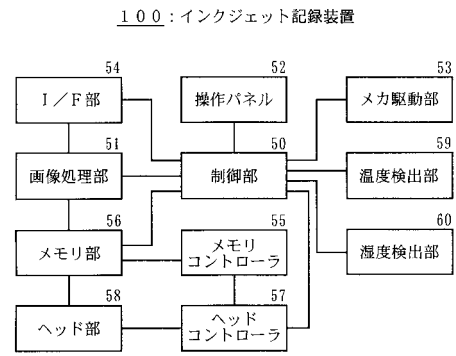 100:インクジェット記録装置
54
52
53
I/F部
操作パネル
メカ駆動部
51
50
59
画像処理部
制御部
温度検出部
56
55
60
メモリ部
メモリ
コントローラ
湿度検出部
58
57
ヘッド部
ヘッド
コントローラ